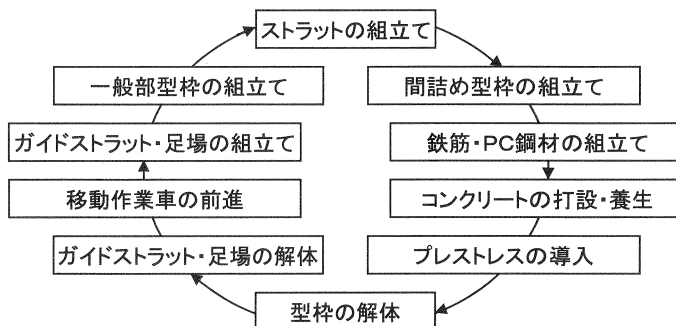 ストラットの組立て
一般部型枠の組立て
間詰め型枠の組立て
ガイドストラット・足場の組立て
鉄筋・PC鋼材の組立て
移動作業車の前進
コンクリートの打設・養生
ガイドストラット・足場の解体
プレストレスの導入
型枠の解体